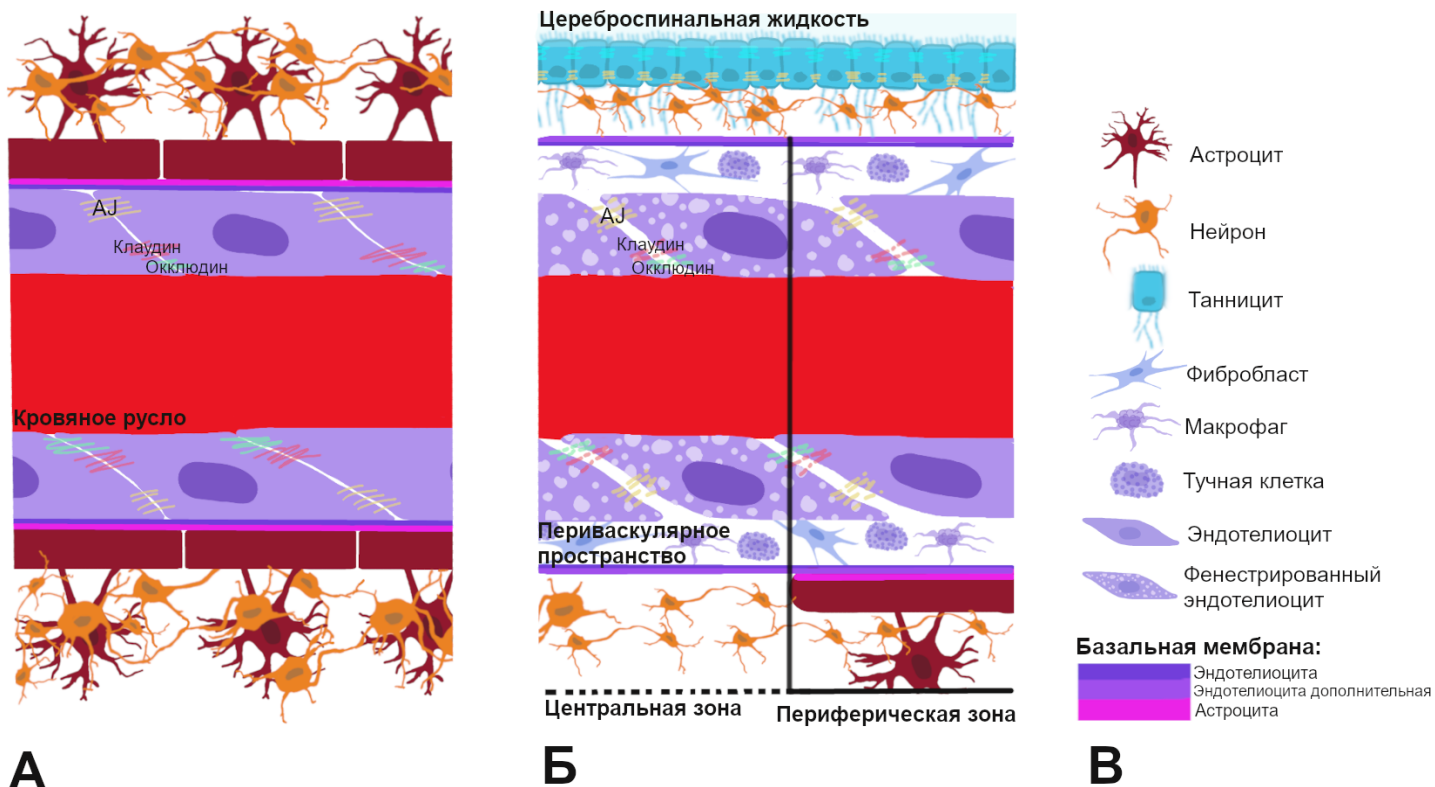 AJ
Клаудин
Окклюдин
Кровяное русло
А
Цереброспинальная жидкость
AJ
Клаудин
Окклюдин
Периваскулярное
пространство
Центральная зона
Периферическая зона
Б
Астроцит
Нейрон
Танницит
Фибробласт
Макрофаг
Тучная клетка
Эндотелиоцит
Фенестрированный
эндотелиоцит
Базальная мембрана:
Эндотелиоцита
Эндотелиоцита дополнительная
Астроцита
В